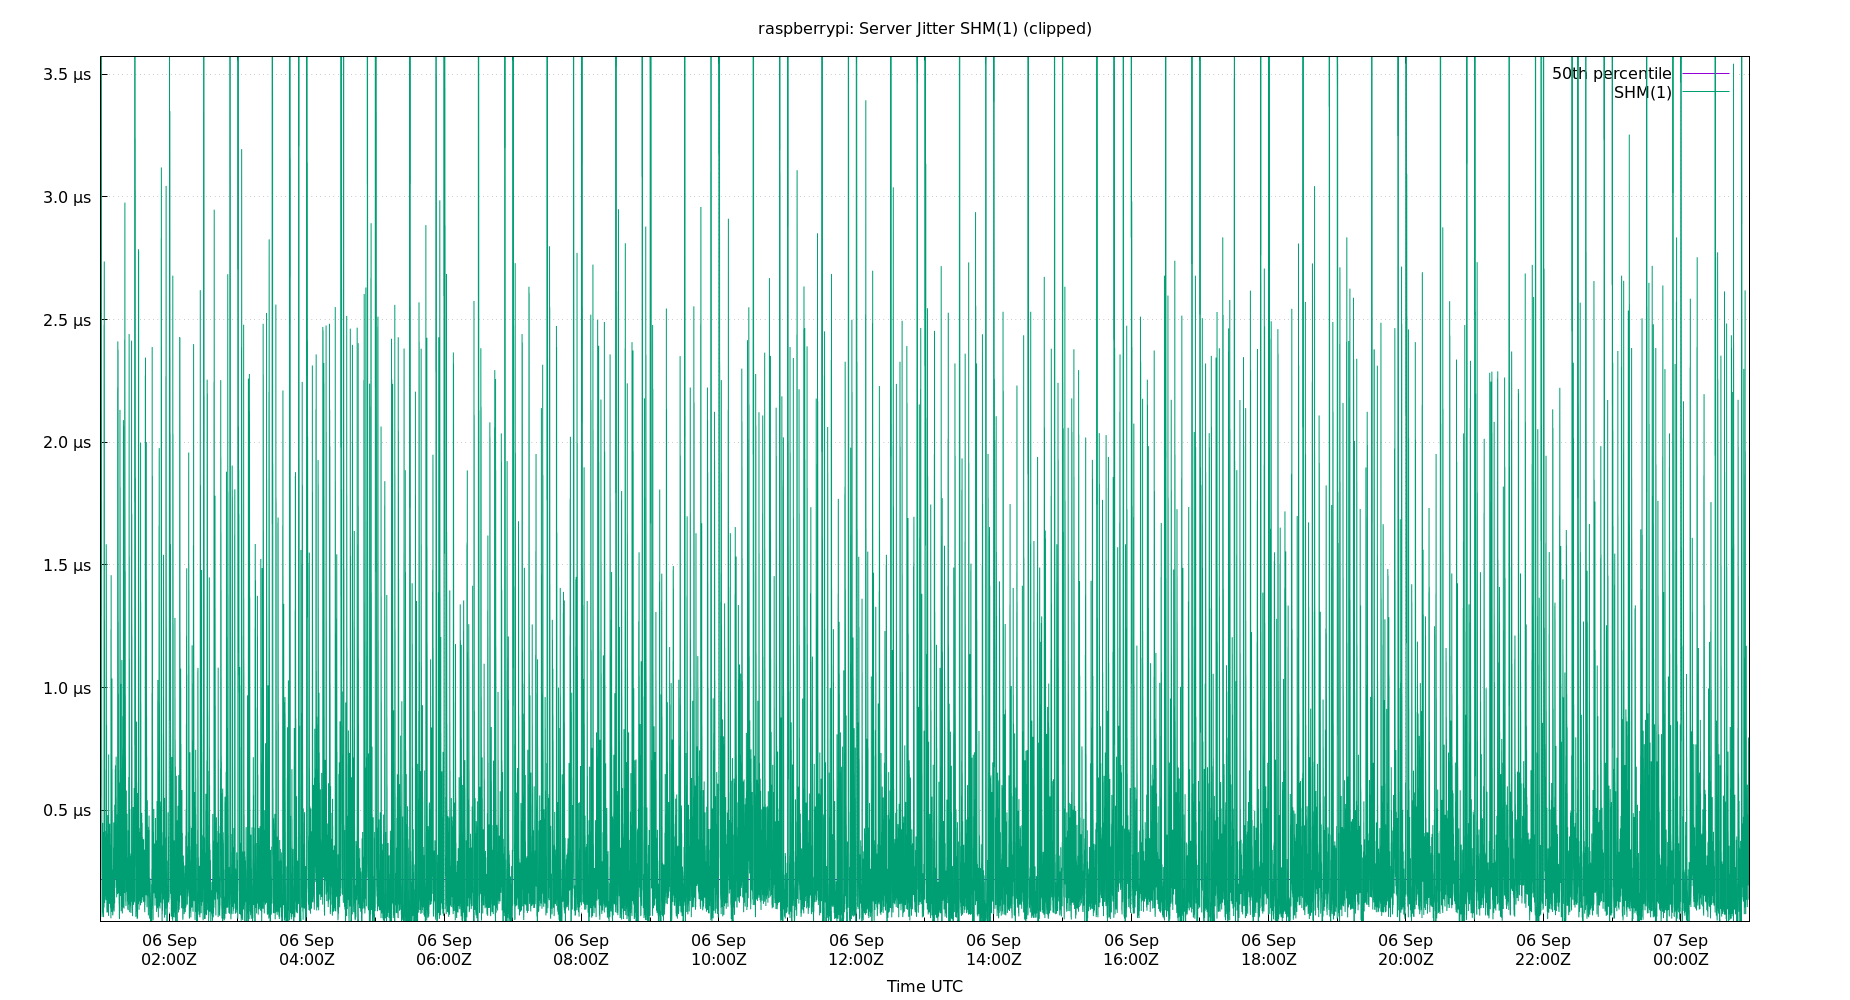 raspberrypi: Server Jitter SHM(1) (clipped)
3.5 µs
3.0 µs
2.5 µs
2.0 µs
1.5 µs
1.0 µs
0.5 µs
50th percentile
SHM(1)
06 Sep 06 Sep 06 Sep 06 Sep 06 Sep 06 Sep 06 Sep 06 Sep 06 Sep 06 Sep 06 Sep 07 Sep
02:00Z 04:00Z 06:00Z 08:00Z 10:00Z 12:00Z 14:00Z 16:00Z 18:00Z 20:00Z 22:00Z 00:00Z
Time UTC